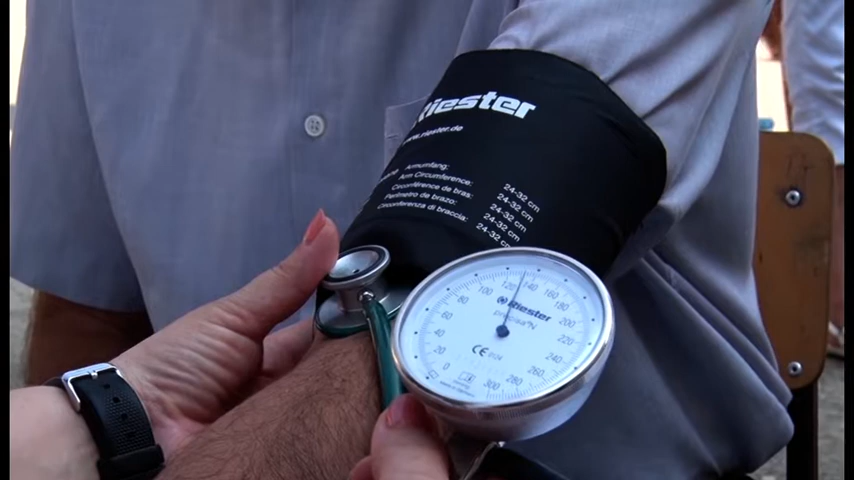 Riester
www.riester.de
Armumfang: 24-32 cm
Arm Circumference: 24-32 cm
Circonférence de bras: 24-32 cm
Perimetro de brazo: 24-32 cm
Circonferenza di braccia: 24-32 cm
0
20
40
60
80
100
120
140
160
180
200
220
240
260
280
300
Riester
precisa®N
CE 0124